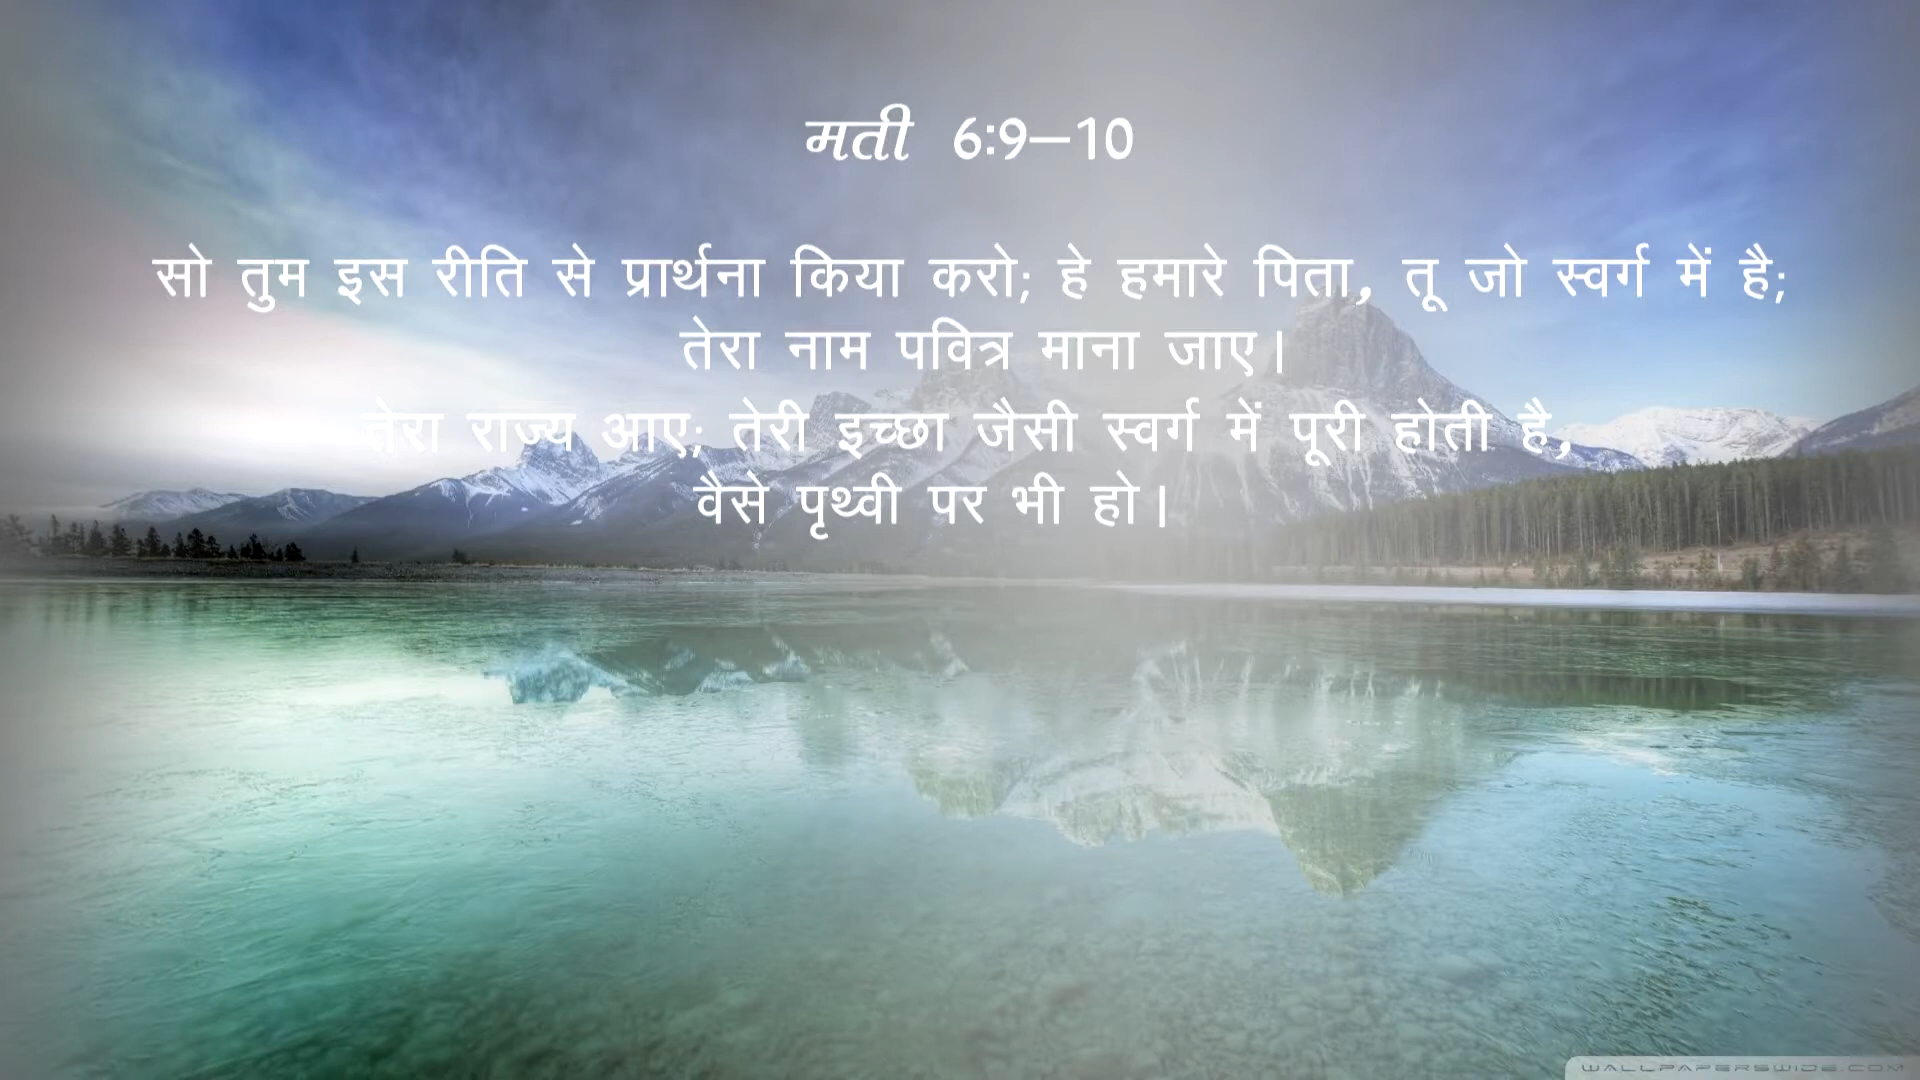 मती 6:9–10
सो तुम इस रीति से प्रार्थना किया करो; हे हमारे पिता, तू जो स्वर्ग में है;
तेरा नाम पवित्र माना जाए।
तेरा राज्य आए; तेरी इच्छा जैसी स्वर्ग में पूरी होती है,
वैसे पृथ्वी पर भी हो।
WALLPAPERSWIDE.COM